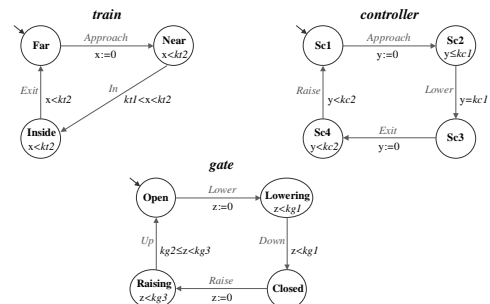 train
controller
Far
Approach
x:=0
Near
x<kt2
Exit
x<kt2
In
kt1<x<kt2
Inside
x<kt2
Sc1
Approach
y:=0
Sc2
y≤kc1
Raise
y<kc2
Lower
y=kc1
Sc4
y<kc2
Exit
y:=0
Sc3
gate
Open
Lower
z:=0
Lowering
z<kg1
Up
kg2≤z<kg3
Down
z<kg1
Raising
z<kg3
Raise
z:=0
Closed